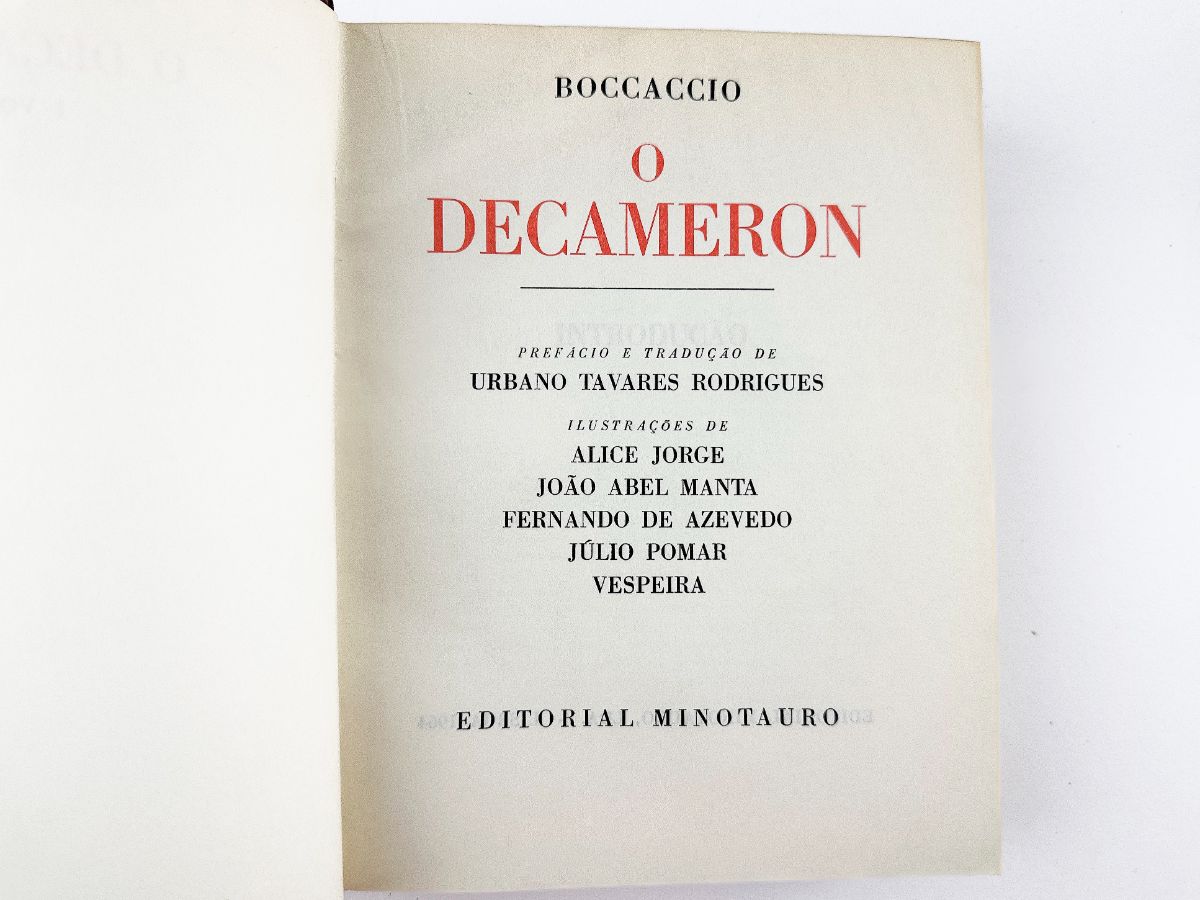 BOCCACCIO
O
DECAMERON
PREFÁCIO E TRADUÇÃO DE
URBANO TAVARES RODRIGUES
ILUSTRAÇÕES DE
ALICE JORGE
JOÃO ABEL MANTA
FERNANDO DE AZEVEDO
JÚLIO POMAR
VESPEIRA
EDITORIAL MINOTAURO